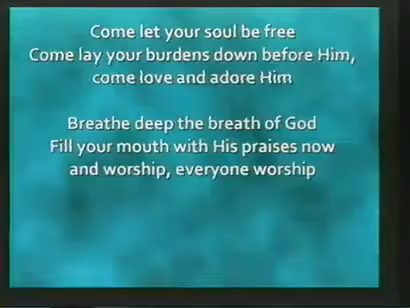 Come let your soul be free
Come lay your burdens down before Him,
come love and adore Him
Breathe deep the breath of God
Fill your mouth with His praises now
and worship, everyone worship